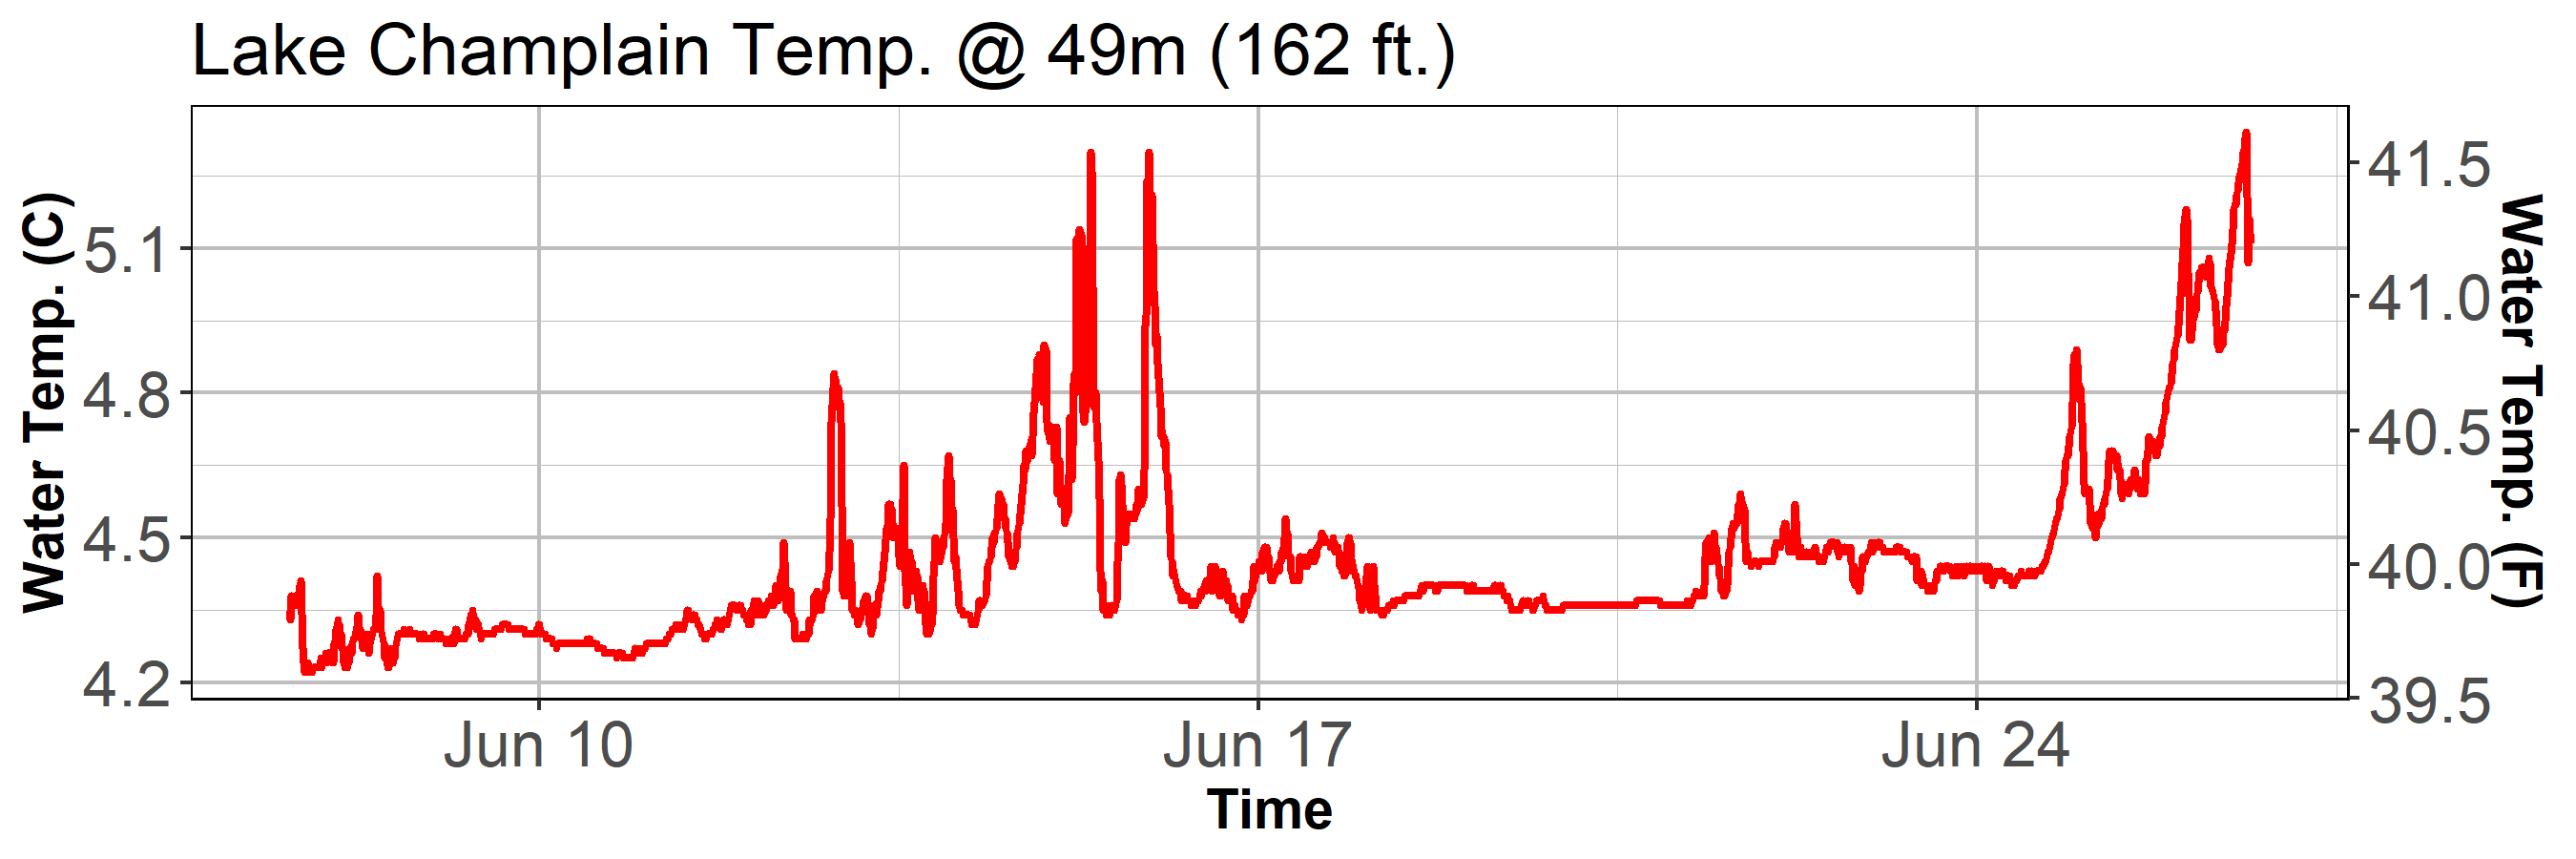 Lake Champlain Temp. @ 49m (162 ft.)
Water Temp. (C)
5.1
4.8
4.5
4.2
41.5
41.0
40.5
40.0
39.5
Water Temp. (F)
Jun 10
Jun 17
Jun 24
Time